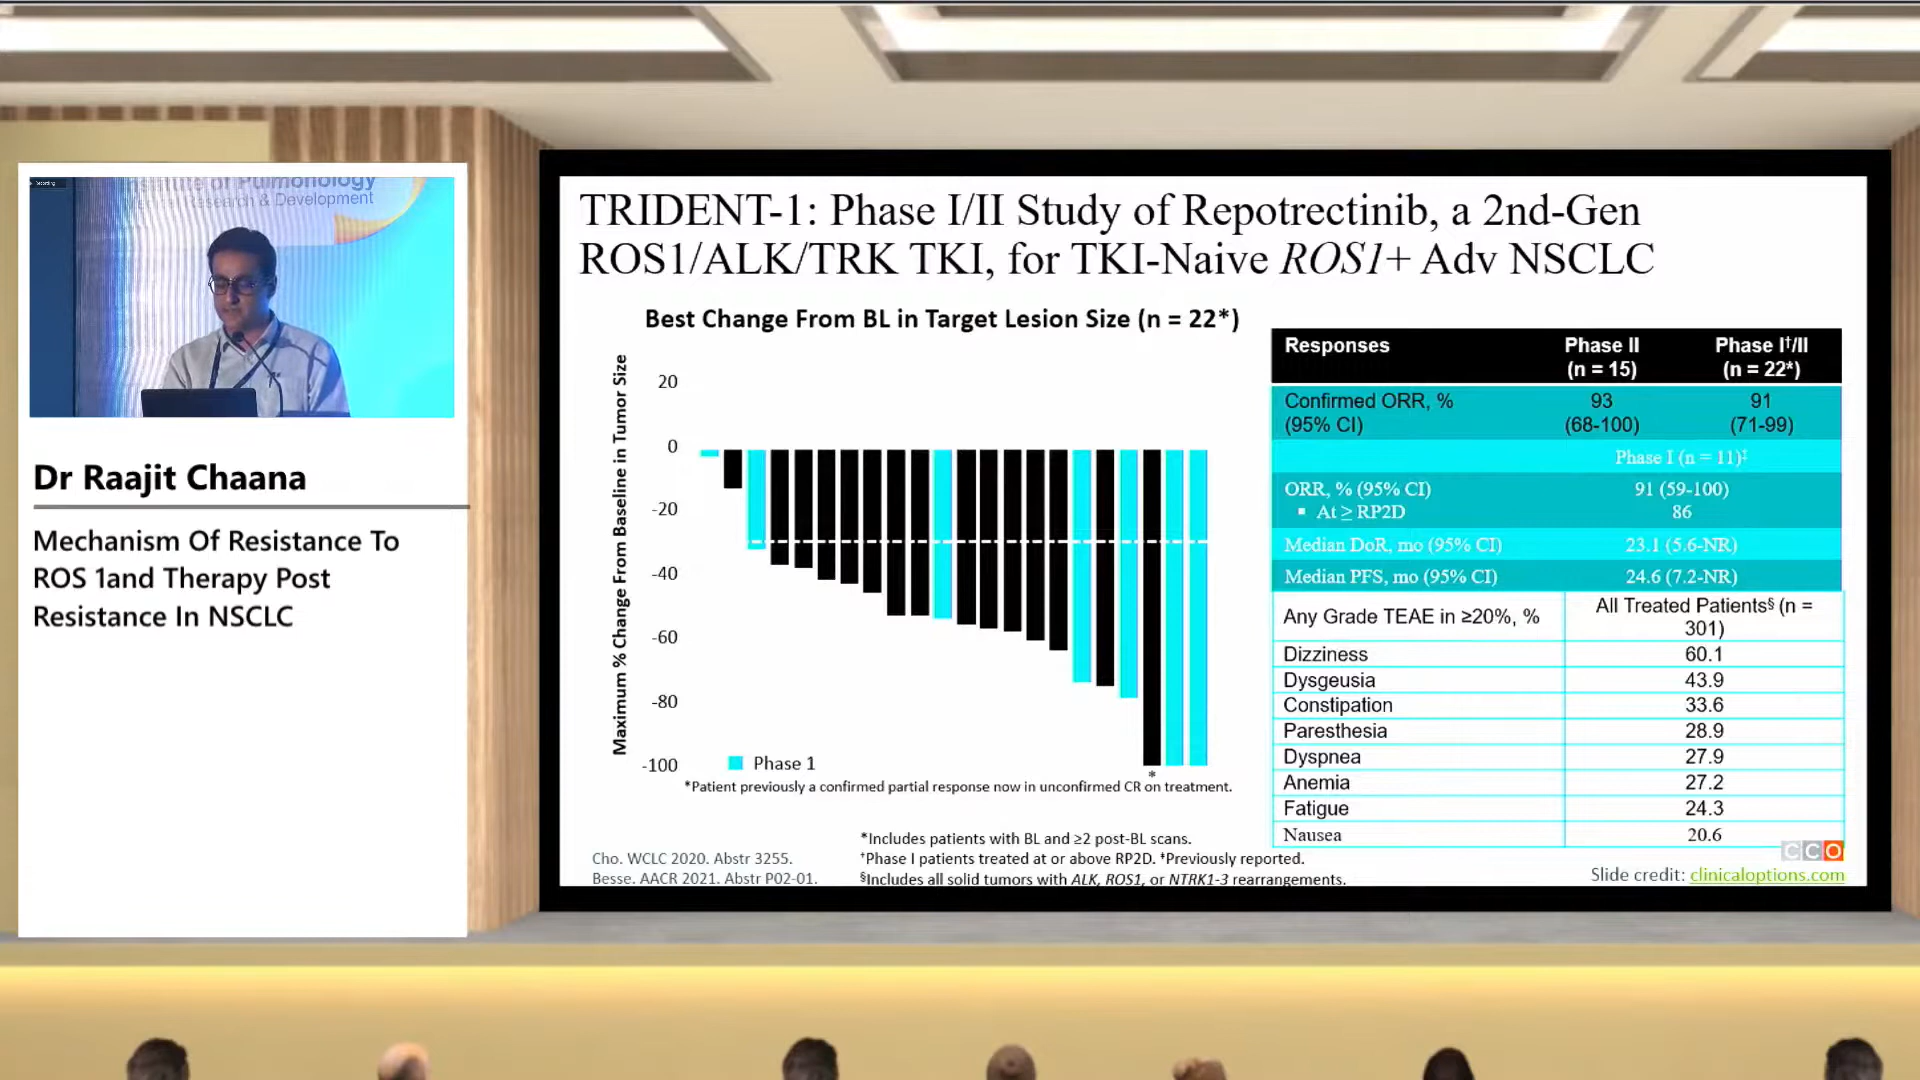 Recording
Institute of Pulmonology
Medical Research & Development
Dr Raajit Chaana
Mechanism Of Resistance To
ROS 1and Therapy Post
Resistance In NSCLC
TRIDENT-1: Phase I/II Study of Repotrectinib, a 2nd-Gen
ROS1/ALK/TRK TKI, for TKI-Naive ROS1+ Adv NSCLC
Best Change From BL in Target Lesion Size (n = 22*)
Maximum % Change From Baseline in Tumor Size
20
0
-20
-40
-60
-80
-100
Phase 1
*
*Patient previously a confirmed partial response now in unconfirmed CR on treatment.
Responses Phase II (n = 15) Phase I†/II (n = 22*)
Confirmed ORR, % (95% CI) 93 (68-100) 91 (71-99)
Phase I (n = 11)‡
ORR, % (95% CI) 91 (59-100)
▪ At ≥ RP2D 86
Median DoR, mo (95% CI) 23.1 (5.6-NR)
Median PFS, mo (95% CI) 24.6 (7.2-NR)
Any Grade TEAE in ≥20%, % All Treated Patients§ (n = 301)
Dizziness 60.1
Dysgeusia 43.9
Constipation 33.6
Paresthesia 28.9
Dyspnea 27.9
Anemia 27.2
Fatigue 24.3
Nausea 20.6
*Includes patients with BL and ≥2 post-BL scans.
†Phase I patients treated at or above RP2D. ‡Previously reported.
§Includes all solid tumors with ALK, ROS1, or NTRK1-3 rearrangements.
Cho. WCLC 2020. Abstr 3255.
Besse. AACR 2021. Abstr P02-01.
CCO
Slide credit: clinicaloptions.com